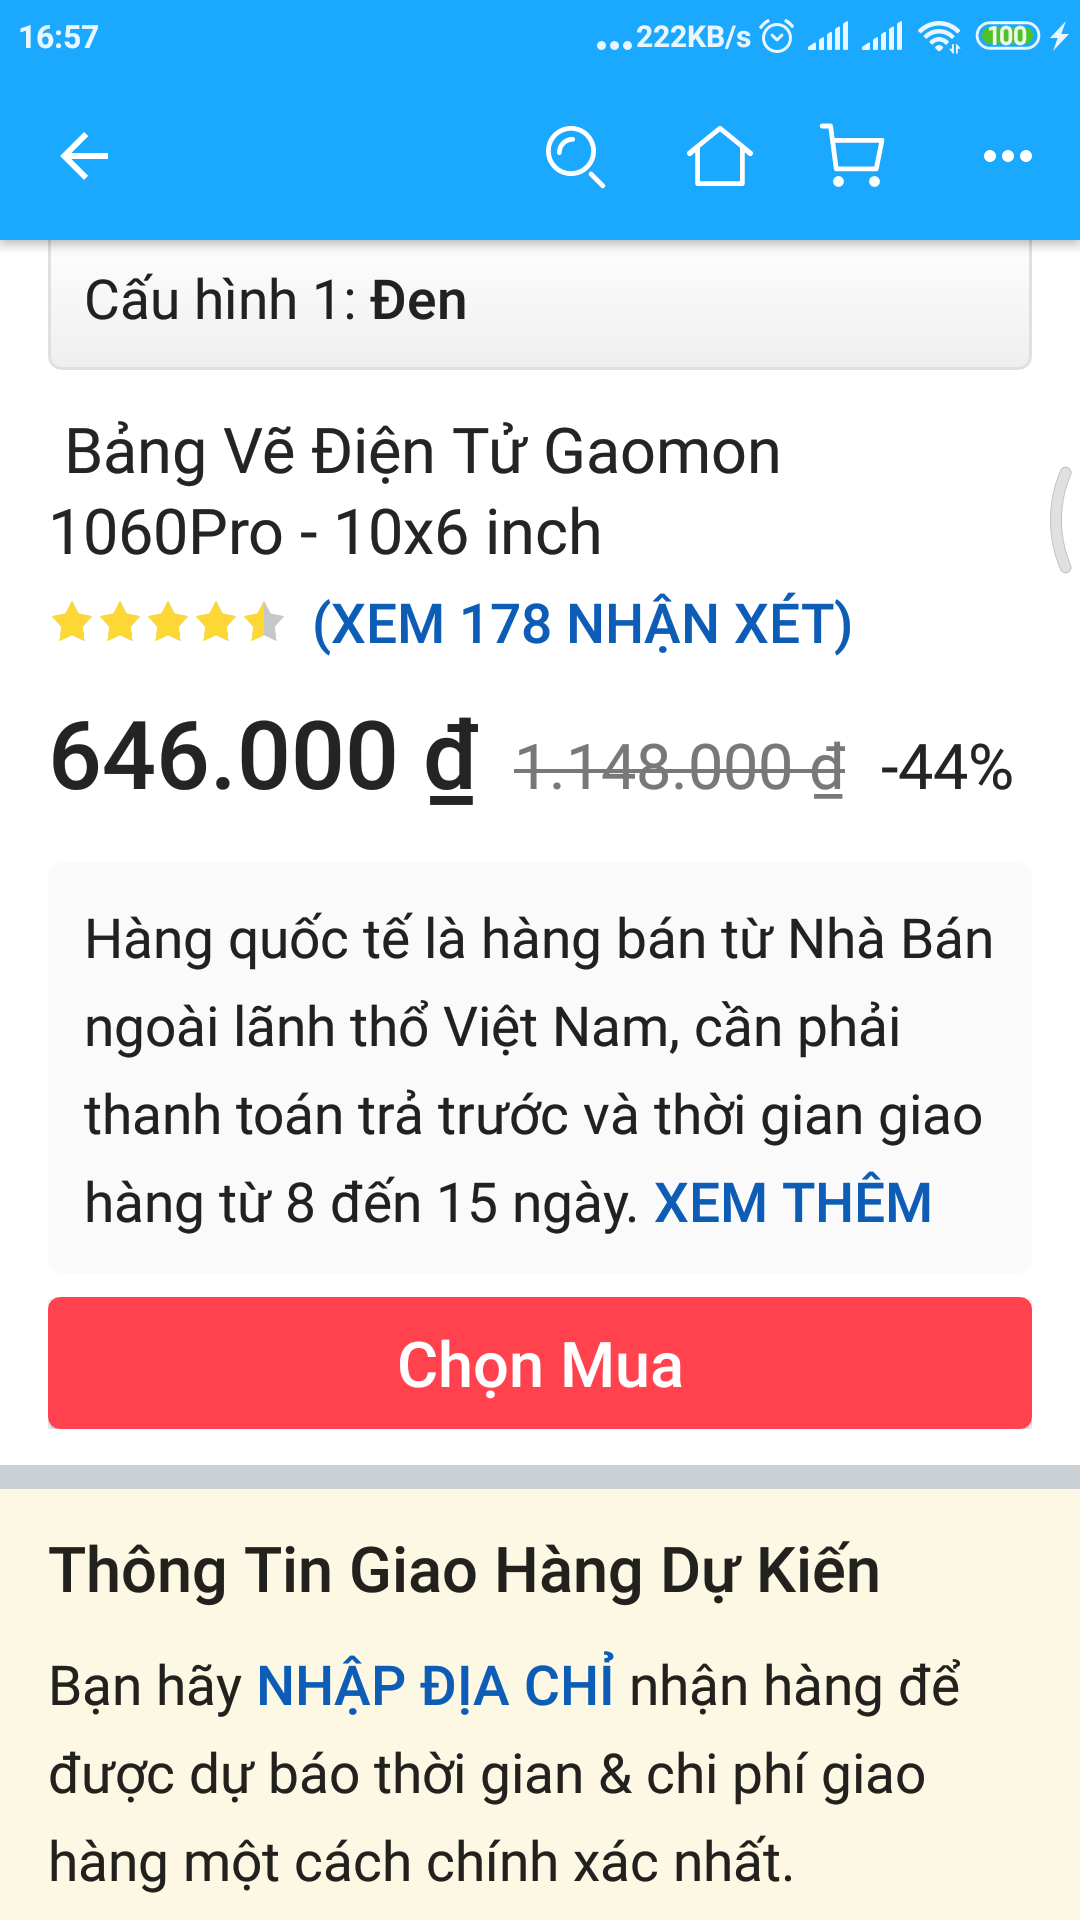 16:57
...222KB/s
100
Cấu hình 1: Đen
Bảng Vẽ Điện Tử Gaomon
1060Pro - 10x6 inch
(XEM 178 NHẬN XÉT)
646.000 ₫ 1.148.000 ₫ -44%
Hàng quốc tế là hàng bán từ Nhà Bán
ngoài lãnh thổ Việt Nam, cần phải
thanh toán trả trước và thời gian giao
hàng từ 8 đến 15 ngày. XEM THÊM
Chọn Mua
Thông Tin Giao Hàng Dự Kiến
Bạn hãy NHẬP ĐỊA CHỈ nhận hàng để
được dự báo thời gian & chi phí giao
hàng một cách chính xác nhất.